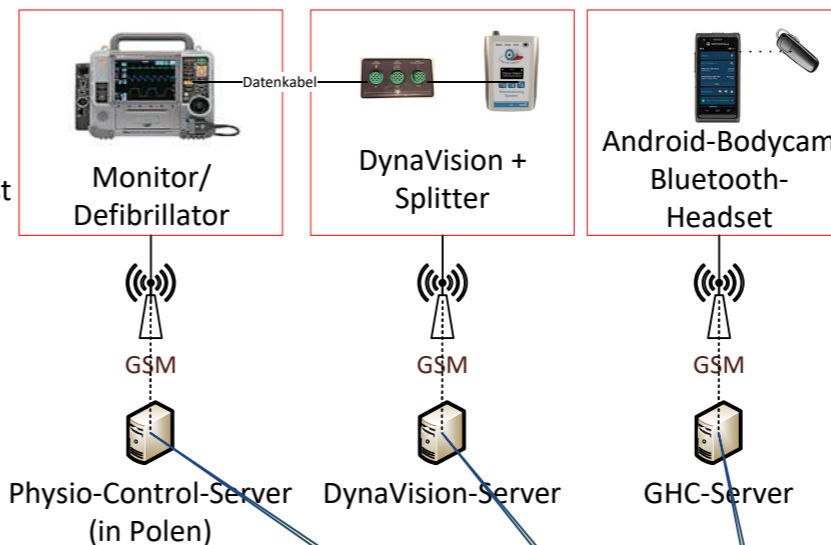 Datenkabel
st
Monitor/
Defibrillator
DynaVision +
Splitter
Android-Bodycam
Bluetooth-
Headset
GSM
GSM
GSM
Physio-Control-Server
(in Polen)
DynaVision-Server
GHC-Server